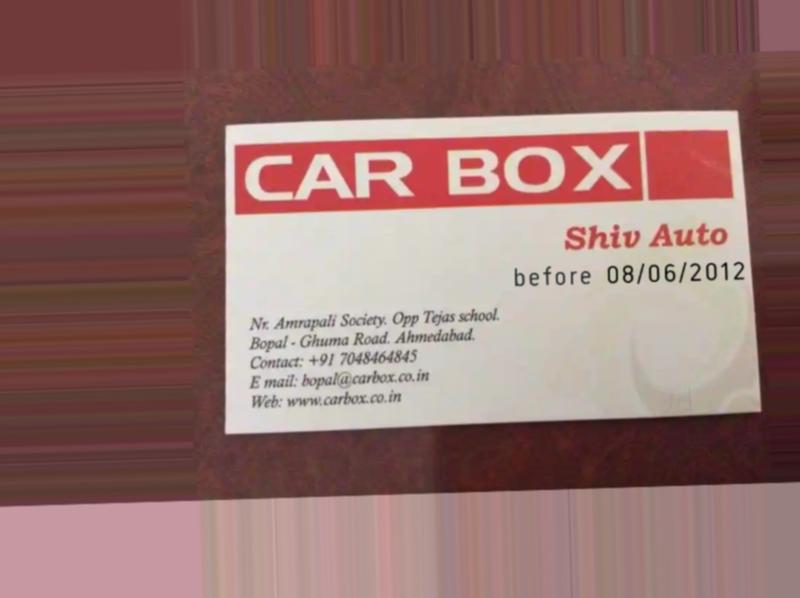 CAR BOX
Shiv Auto
before 08/06/2012
Nr. Amrapali Society. Opp Tejas school.
Bopal - Ghuma Road. Ahmedabad.
Contact: +91 7048464845
E mail: bopal@carbox.co.in
Web: www.carbox.co.in